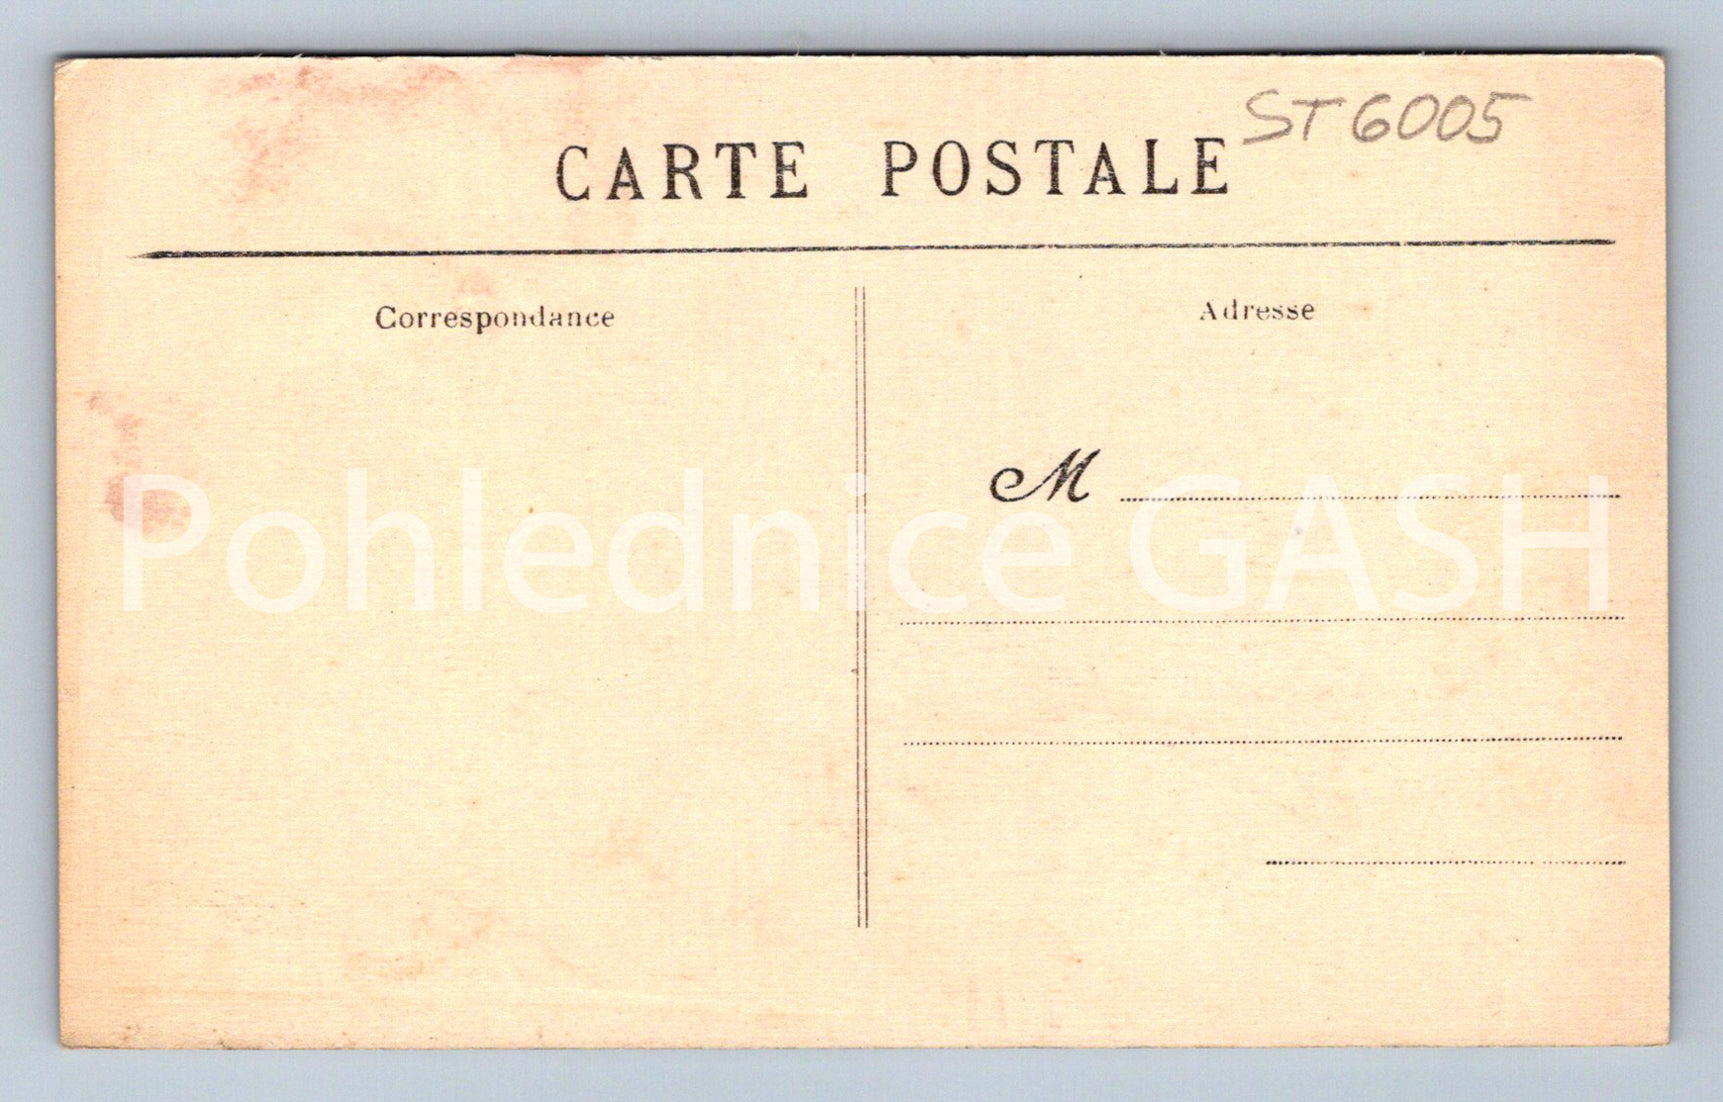 ST6005
CARTE POSTALE
Correspondance
Adresse
M
Pohlednice GASH